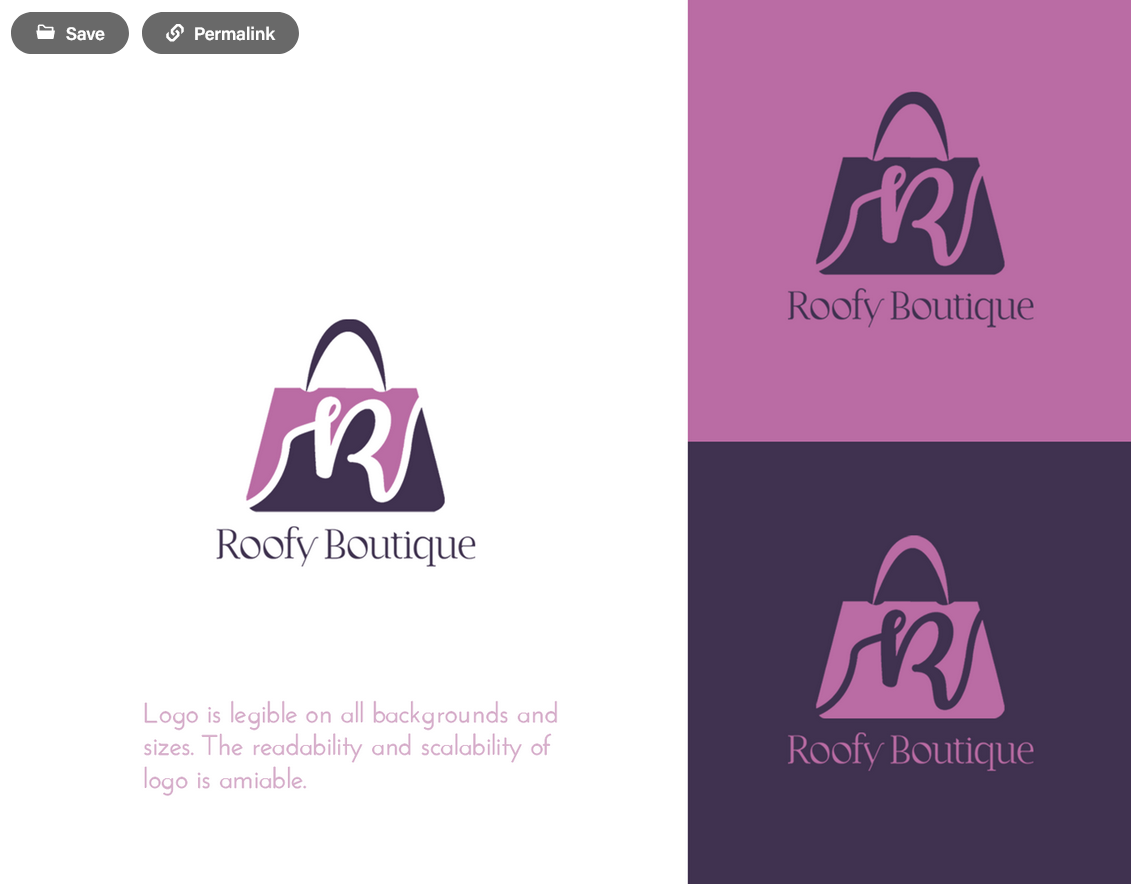 Save
Permalink
R
Roofy Boutique
Logo is legible on all backgrounds and
sizes. The readability and scalability of
logo is amiable.
R
Roofy Boutique
R
Roofy Boutique